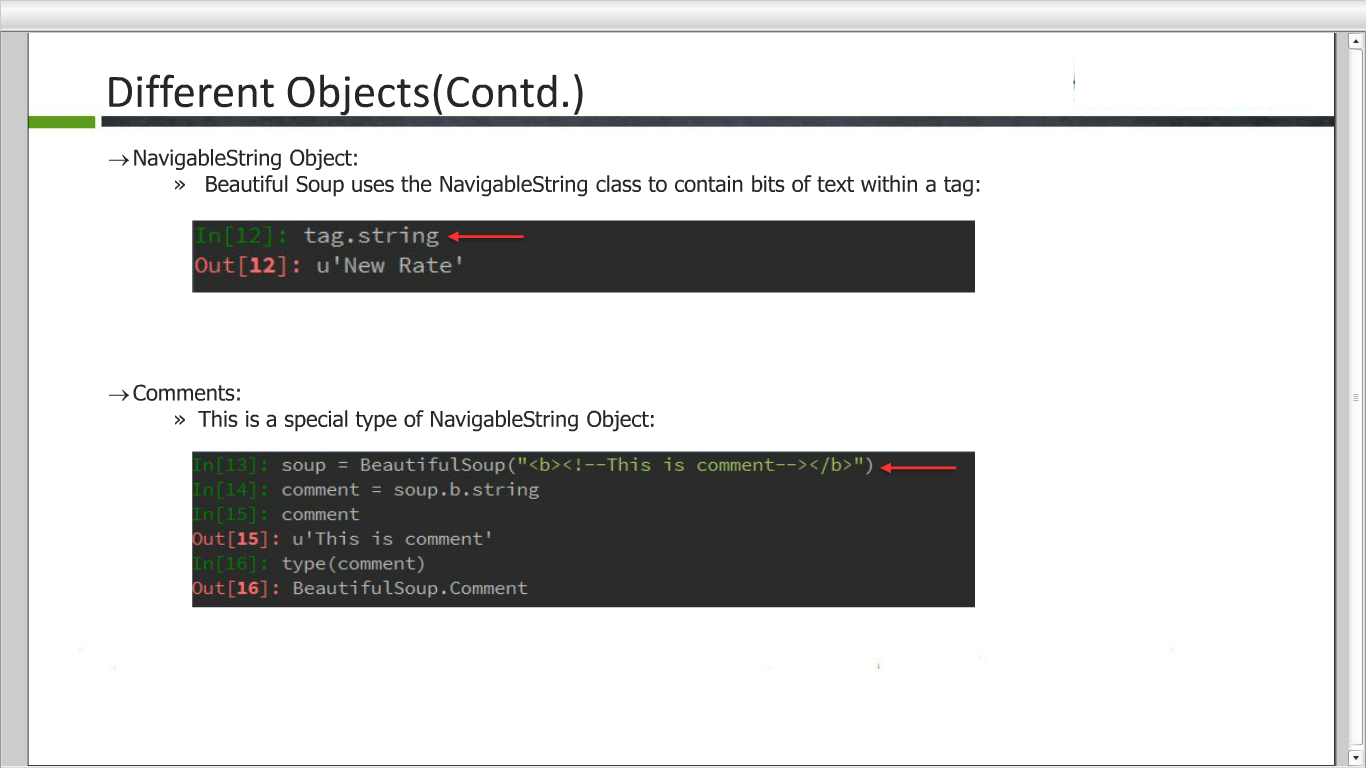 Different Objects(Contd.)
→NavigableString Object:
» Beautiful Soup uses the NavigableString class to contain bits of text within a tag:
In[12]: tag.string
Out[12]: u'New Rate'
→Comments:
» This is a special type of NavigableString Object:
In[13]: soup = BeautifulSoup("<b><!--This is comment--></b>")
In[14]: comment = soup.b.string
In[15]: comment
Out[15]: u'This is comment'
In[16]: type(comment)
Out[16]: BeautifulSoup.Comment